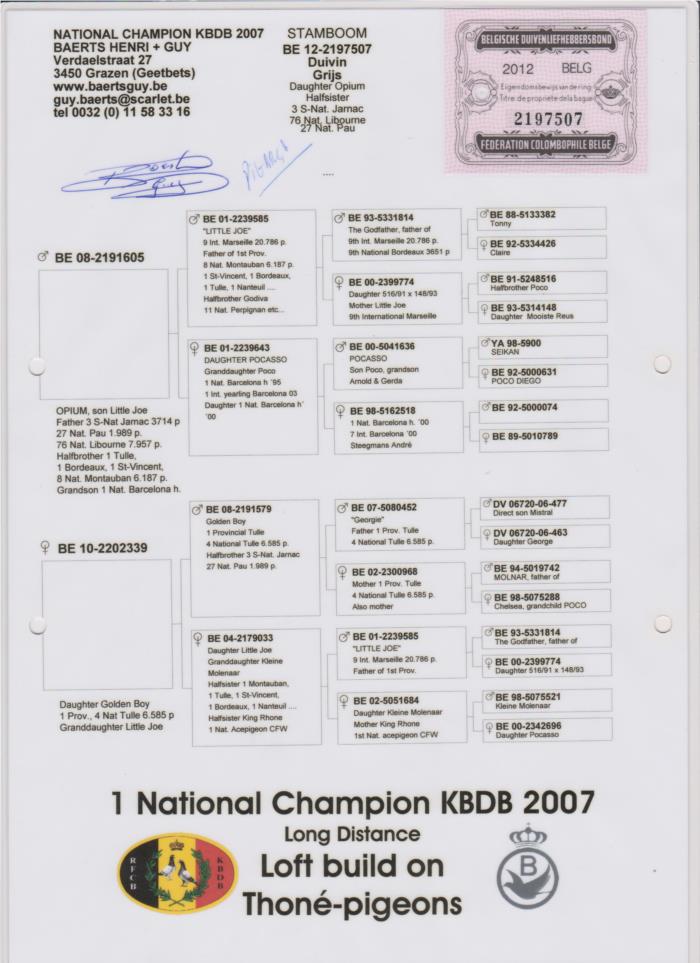 NATIONAL CHAMPION KBDB 2007
BAERTS HENRI + GUY
Verdaelstraat 27
3450 Grazen (Geetbets)
www.baertsguy.be
guy.baerts@scarlet.be
tel 0032 (0) 11 58 33 16
STAMBOOM
BE 12-2197507
Duivin
Grijs
Daughter Opium
Halfsister
3 S-Nat. Jarnac
76 Nat. Libourne
27 Nat. Pau
....
BELGISCHE DUIVENLIEFHEBBERSBOND
2012 BELG
Eigendomsbewijs van de ring
Titre de propriété de la bague
2197507
FÉDÉRATION COLOMBOPHILE BELGE
♂ BE 08-2191605
OPIUM, son Little Joe
Father 3 S-Nat Jarnac 3714 p
27 Nat. Pau 1.989 p.
76 Nat. Libourne 7.957 p.
Halfbrother 1 Tulle,
1 Bordeaux, 1 St-Vincent,
8 Nat. Montauban 6.187 p.
Grandson 1 Nat. Barcelona h.
♂ BE 01-2239585
"LITTLE JOE"
9 Int. Marseille 20.786 p.
Father of 1st Prov.
8 Nat. Montauban 6.187 p.
1 St-Vincent, 1 Bordeaux,
1 Tulle, 1 Nanteuil ....
Halfbrother Godiva
11 Nat. Perpignan etc...
♀ BE 01-2239643
DAUGHTER POCASSO
Granddaughter Poco
1 Nat. Barcelona h ´95
1 Int. yearling Barcelona 03
Daughter 1 Nat. Barcelona h´
´00
♂ BE 93-5331814
The Godfather, father of
9th Int. Marseille 20.786 p.
9th National Bordeaux 3651 p
♀ BE 00-2399774
Daughter 516/91 x 148/93
Mother Little Joe
9th International Marseille
♂ BE 00-5041636
POCASSO
Son Poco, grandson
Arnold & Gerda
♀ BE 98-5162518
1 Nat. Barcelona h. ´00
7 Int. Barcelona ´00
Steegmans André
♂ BE 88-5133382
Tonny
♀ BE 92-5334426
Claire
♂ BE 91-5248516
Halfbrother Poco
♀ BE 93-5314148
Daughter Mooiste Reus
♂ YA 98-5900
SEIKAN
♀ BE 92-5000631
POCO DIEGO
♂ BE 92-5000074
♀ BE 89-5010789
♀ BE 10-2202339
Daughter Golden Boy
1 Prov., 4 Nat Tulle 6.585 p
Granddaughter Little Joe
♂ BE 08-2191579
Golden Boy
1 Provincial Tulle
4 National Tulle 6.585 p.
Halfbrother 3 S-Nat. Jarnac
27 Nat. Pau 1.989 p.
♀ BE 04-2179033
Daughter Little Joe
Granddaughter Kleine
Molenaar
Halfsister 1 Montauban,
1 Tulle, 1 St-Vincent,
1 Bordeaux, 1 Nanteuil ....
Halfsister King Rhone
1 Nat. Acepigeon CFW
♂ BE 07-5080452
"Georgie"
Father 1 Prov. Tulle
4 National Tulle 6.585 p.
♀ BE 02-2300968
Mother 1 Prov. Tulle
4 National Tulle 6.585 p.
Also mother
♂ BE 01-2239585
"LITTLE JOE"
9 Int. Marseille 20.786 p.
Father of 1st Prov.
♀ BE 02-5051684
Daughter Kleine Molenaar
Mother King Rhone
1st Nat. acepigeon CFW
♂ DV 06720-06-477
Direct son Mistral
♀ DV 06720-06-463
Daughter George
♂ BE 94-5019742
MOLNAR, father of
♀ BE 98-5075288
Chelsea, grandchild POCO
♂ BE 93-5331814
The Godfather, father of
♀ BE 00-2399774
Daughter 516/91 x 148/93
♂ BE 98-5075521
Kleine Molenaar
♀ BE 00-2342696
Daughter Pocasso
1 National Champion KBDB 2007
Long Distance
Loft build on
Thoné-pigeons
RFCB
KBDB
B